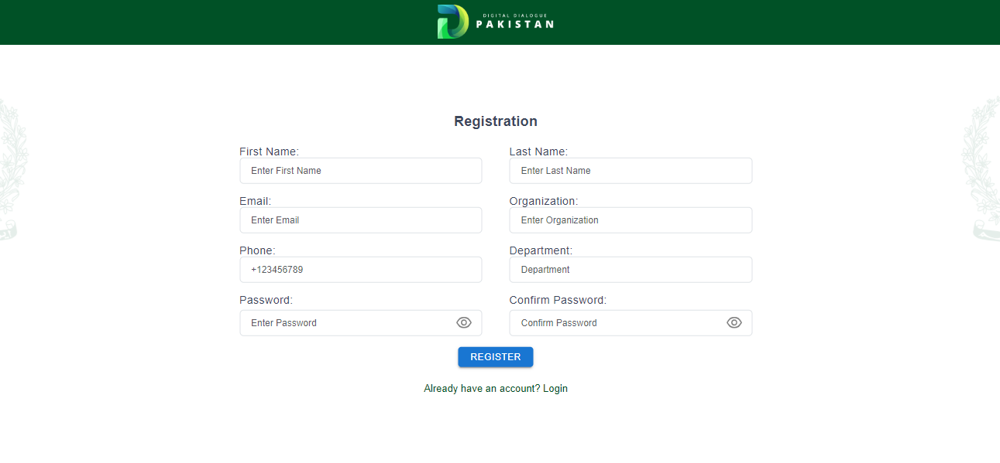 DIGITAL DIALOGUE
PAKISTAN
Registration
First Name:
Enter First Name
Last Name:
Enter Last Name
Email:
Enter Email
Organization:
Enter Organization
Phone:
+123456789
Department:
Department
Password:
Enter Password
Confirm Password:
Confirm Password
REGISTER
Already have an account? Login